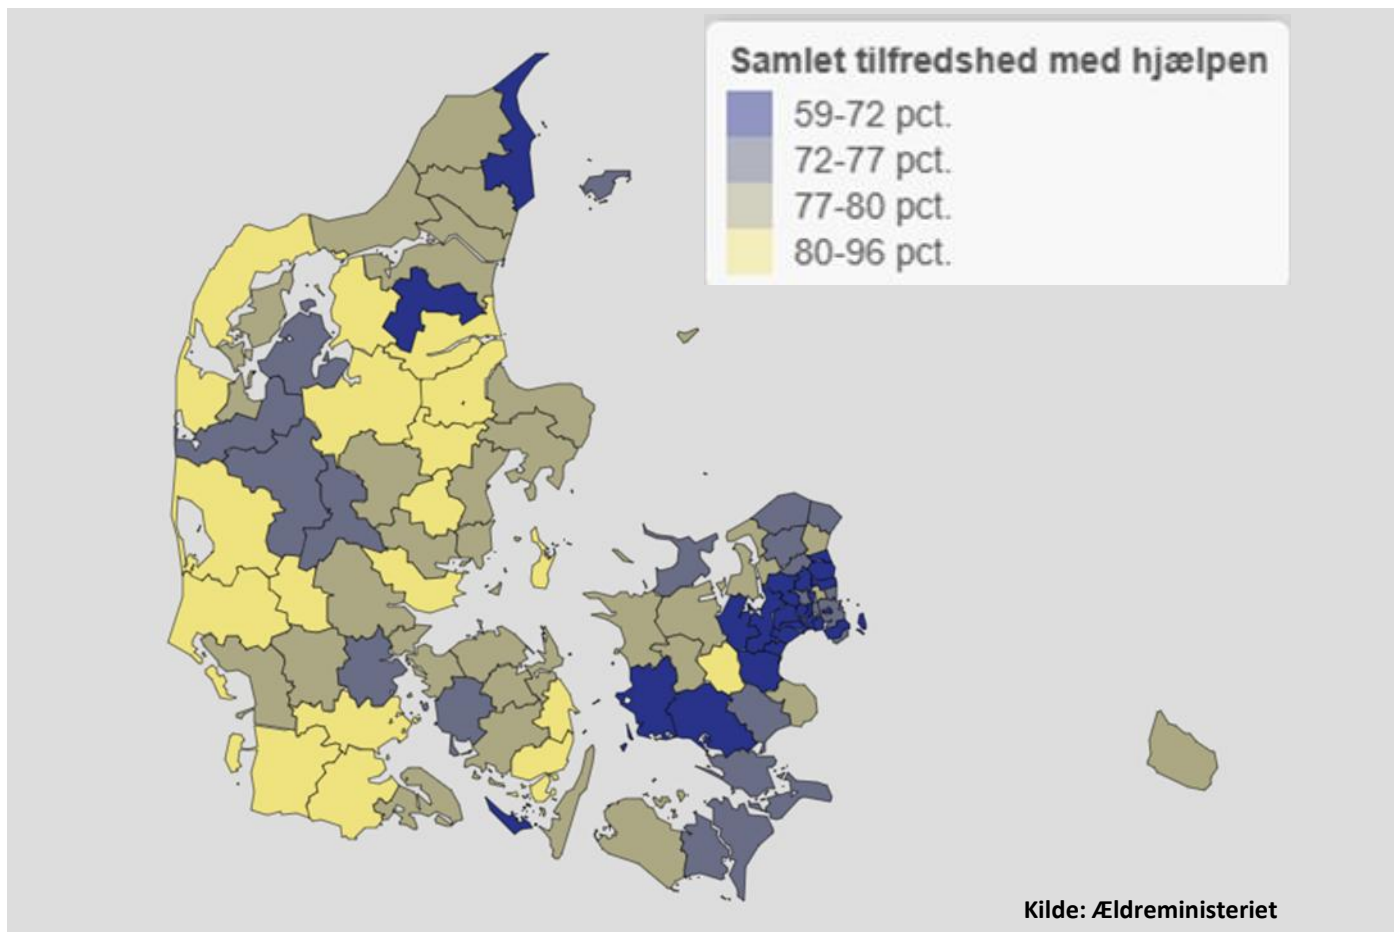 Samlet tilfredshed med hjælpen
59-72 pct.
72-77 pct.
77-80 pct.
80-96 pct.
Kilde: Ældreministeriet